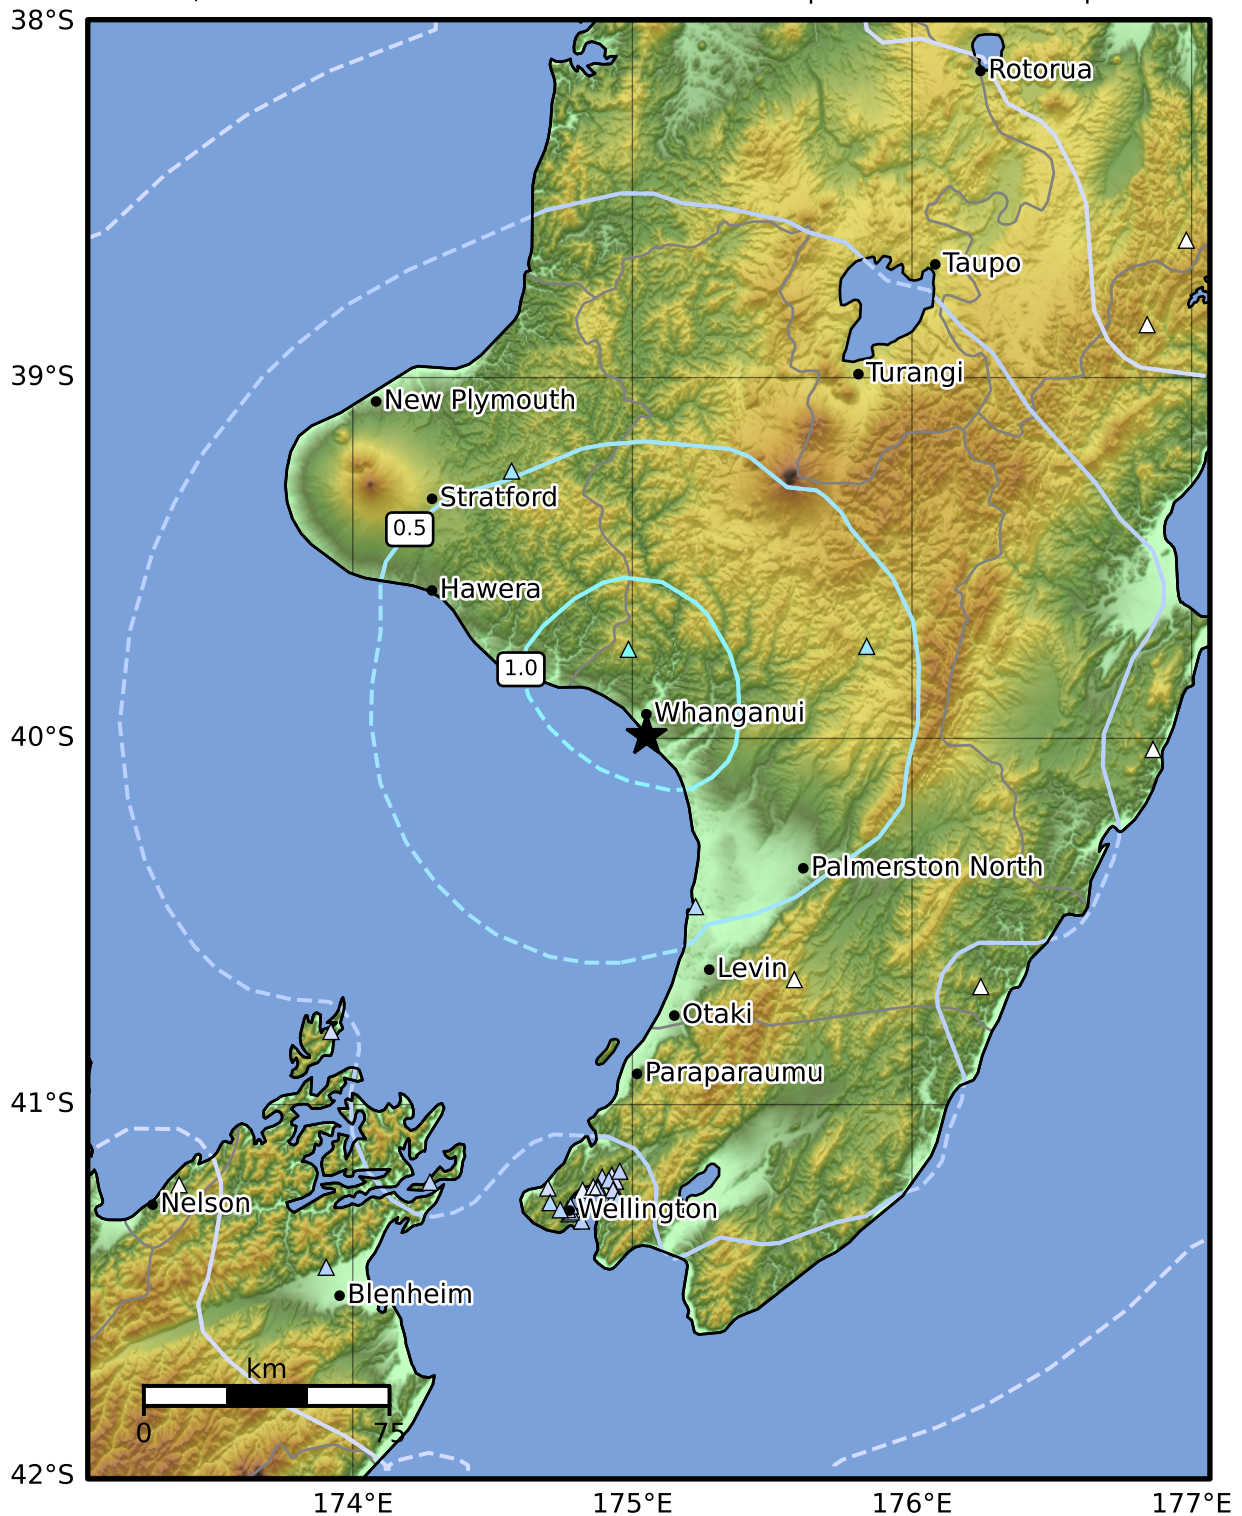 38°S
Rotorua
Taupo
39°S
Turangi
New Plymouth
Stratford
0.5
Hawera
1.0
Whanganui
40°S
Palmerston North
Levin
Otaki
Paraparaumu
41°S
Nelson
Wellington
Blenheim
km
0
75
42°S
174°E
175°E
176°E
177°E